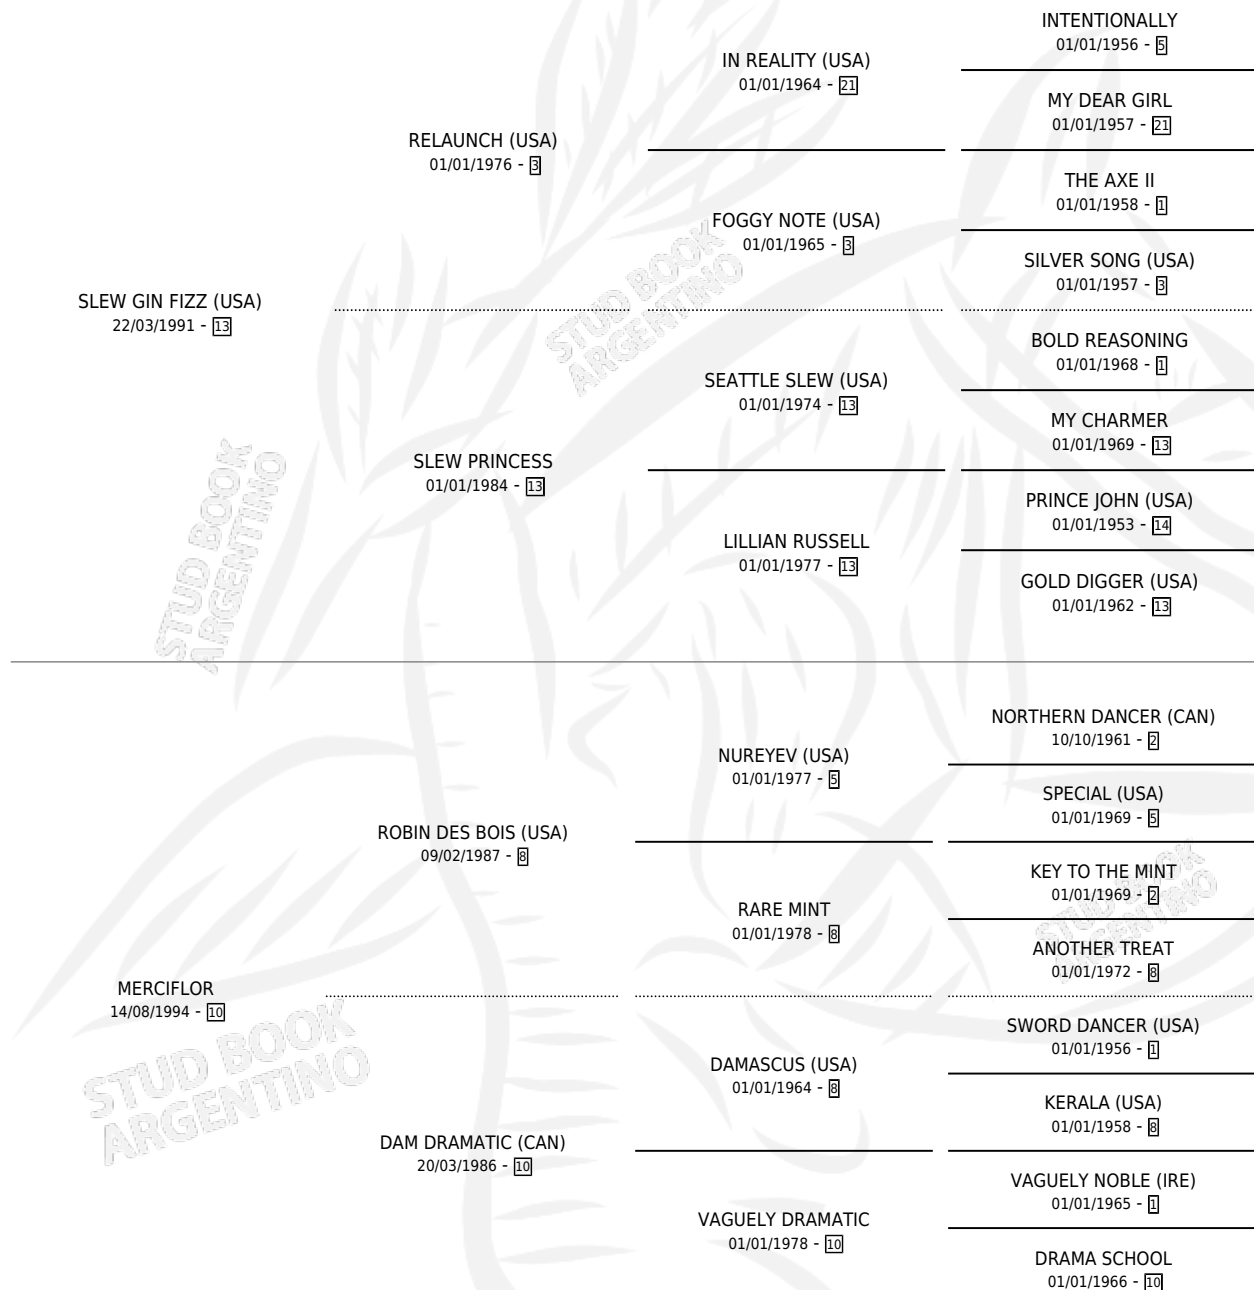 INTENTIONALLY
01/01/1956 - 5
IN REALITY (USA)
01/01/1964 - 21
MY DEAR GIRL
01/01/1957 - 21
RELAUNCH (USA)
01/01/1976 - 3
THE AXE II
01/01/1958 - 1
FOGGY NOTE (USA)
01/01/1965 - 3
SILVER SONG (USA)
01/01/1957 - 3
SLEW GIN FIZZ (USA)
22/03/1991 - 13
BOLD REASONING
01/01/1968 - 1
SEATTLE SLEW (USA)
01/01/1974 - 13
MY CHARMER
01/01/1969 - 13
SLEW PRINCESS
01/01/1984 - 13
PRINCE JOHN (USA)
01/01/1953 - 14
LILLIAN RUSSELL
01/01/1977 - 13
GOLD DIGGER (USA)
01/01/1962 - 13
NORTHERN DANCER (CAN)
10/10/1961 - 2
NUREYEV (USA)
01/01/1977 - 5
SPECIAL (USA)
01/01/1969 - 5
ROBIN DES BOIS (USA)
09/02/1987 - 8
KEY TO THE MINT
01/01/1969 - 2
RARE MINT
01/01/1978 - 8
ANOTHER TREAT
01/01/1972 - 8
MERCIFLOR
14/08/1994 - 10
SWORD DANCER (USA)
01/01/1956 - 1
DAMASCUS (USA)
01/01/1964 - 8
KERALA (USA)
01/01/1958 - 8
DAM DRAMATIC (CAN)
20/03/1986 - 10
VAGUELY NOBLE (IRE)
01/01/1965 - 1
VAGUELY DRAMATIC
01/01/1978 - 10
DRAMA SCHOOL
01/01/1966 - 10
STUD BOOK
ARGENTINO
STUD BOOK
ARGENTINO
STUD BOOK
ARGENTINO
STUD BOOK
ARGENTINO